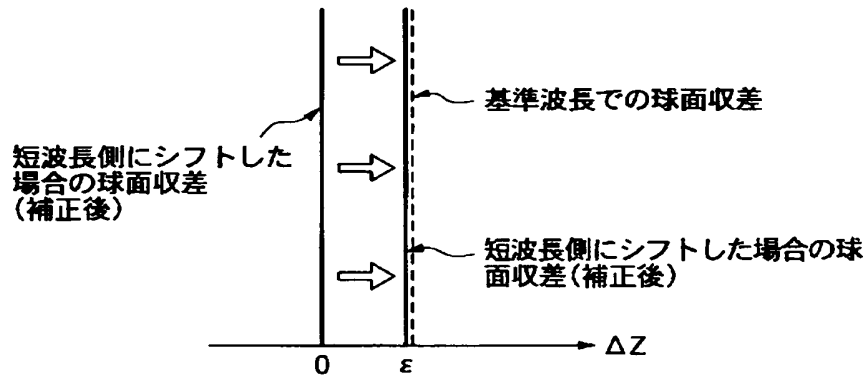 基準波長での球面収差
短波長側にシフトした
場合の球面収差
(補正後)
短波長側にシフトした場合の球
面収差(補正後)
0
ε
ΔZ